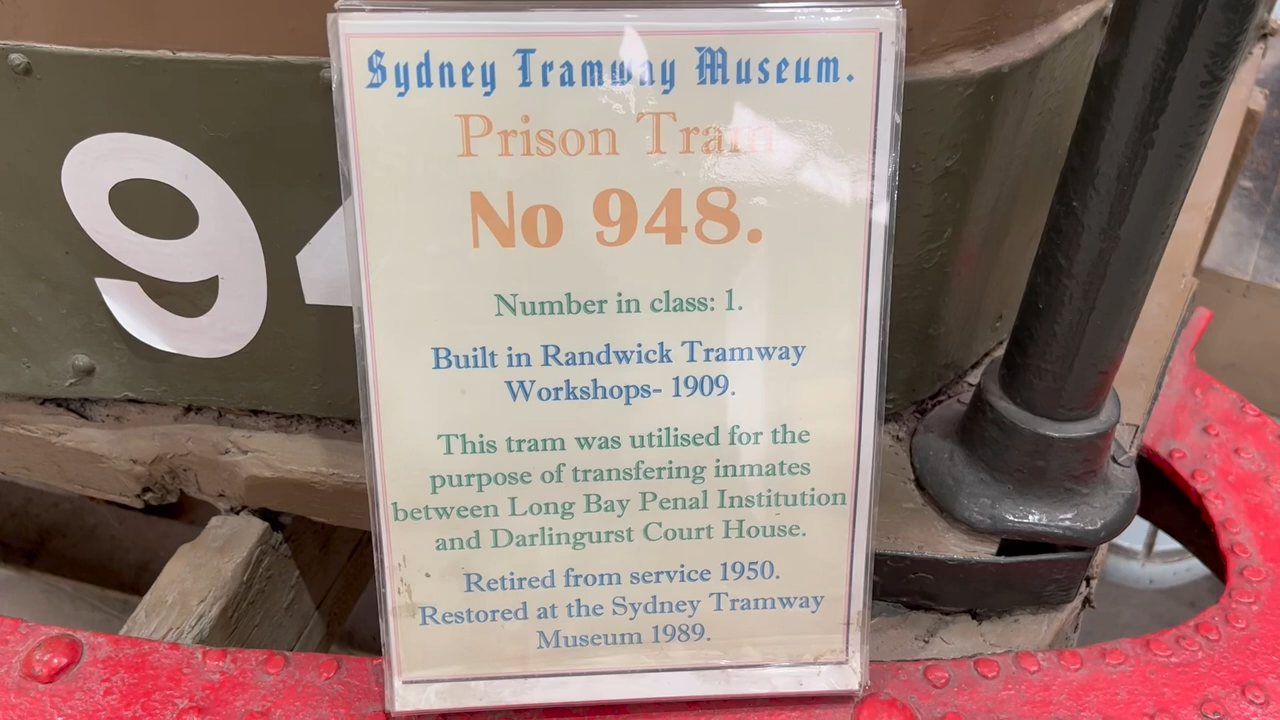 Sydney Tramway Museum.
Prison Tram
No 948.
Number in class: 1.
Built in Randwick Tramway
Workshops- 1909.
This tram was utilised for the
purpose of transfering inmates
between Long Bay Penal Institution
and Darlingurst Court House.
Retired from service 1950.
Restored at the Sydney Tramway
Museum 1989.
94